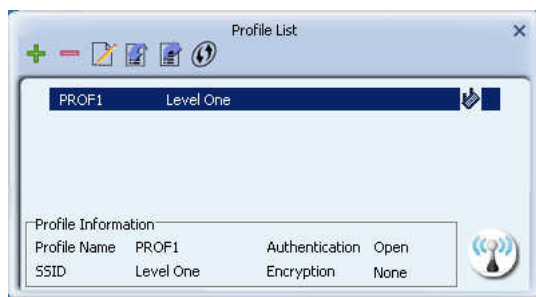 Profile List
PROF1 Level One
Profile Information
Profile Name PROF1 Authentication Open
SSID Level One Encryption None